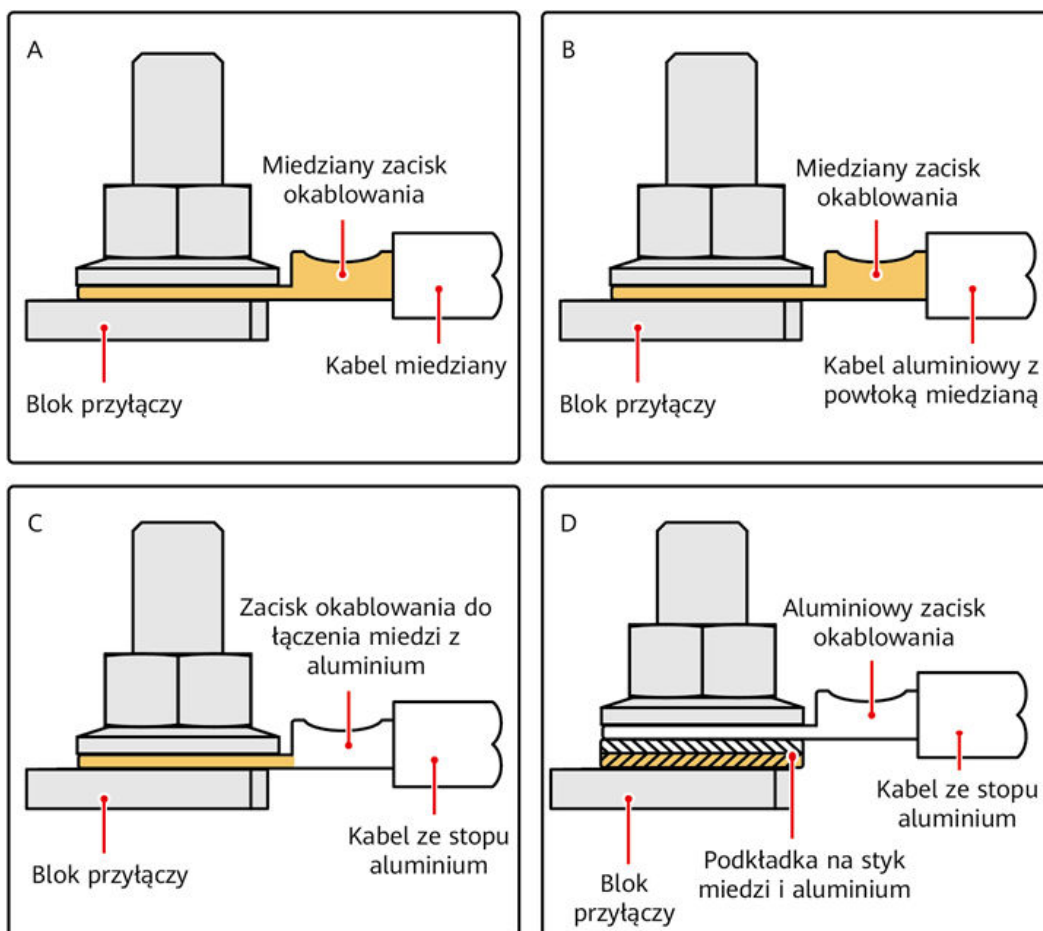 A
Miedziany zacisk
okablowania
Kabel miedziany
Blok przyłączy
B
Miedziany zacisk
okablowania
Kabel aluminiowy z
powłoką miedzianą
Blok przyłączy
C
Zacisk okablowania do
łączenia miedzi z
aluminium
Kabel ze stopu
aluminium
Blok przyłączy
D
Aluminiowy zacisk
okablowania
Kabel ze stopu
aluminium
Podkładka na styk
miedzi i aluminium
Blok
przyłączy